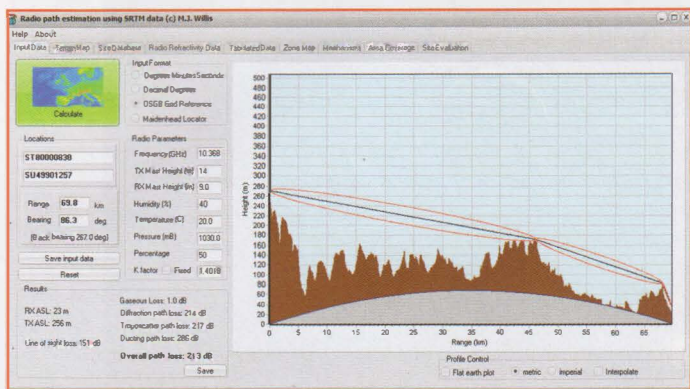 Radio path estimation using SRTM data (c) M.J. Willis
Help About
Input Data Terrain Map Site Database Radio Refractivity Data Tabulated Data Zone Map Area Coverage Site Evaluation
Calculate
Input Format
Degrees Minutes Seconds
Decimal Degrees
OSGB Grid Reference
Maidenhead Locator
Locations
ST80000830
SU49901257
Range 69.8 km
Bearing 86.3 deg
(Back bearing 267.0 deg)
Save input data
Reset
Radio Parameters
Frequency (GHz) 10.368
TX Mast Height (m) 14
RX Mast Height (m) 9.0
Humidity (%) 40
Temperature (C) 20.0
Pressure (mB) 1030.0
Percentage 50
K factor Fixed 1.4018
Results
RX ASL: 23 m
TX ASL: 256 m
Line of sight loss: 151 dB
Gaseous Loss: 1.0 dB
Diffraction path loss: 214 dB
Troposcatter path loss: 217 dB
Ducting path loss: 286 dB
Overall path loss: 213 dB
Save
Height (m)
500
480
460
440
420
400
380
360
340
320
300
280
260
240
220
200
180
160
140
120
100
80
60
40
20
0
0 5 10 15 20 25 30 35 40 45 50 55 60 65
Range (km)
Profile Control
Flat earth plot metric imperial Interpolate